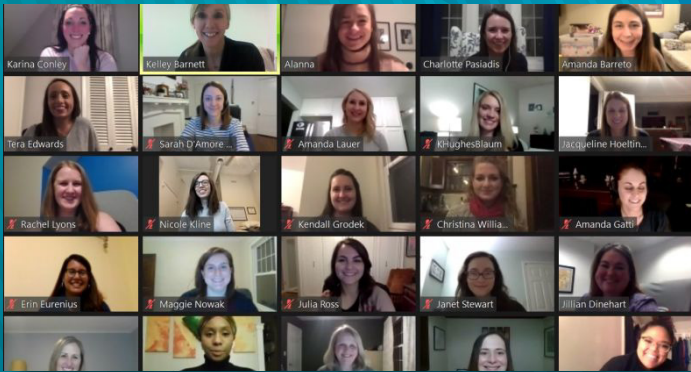 Karina Conley
Kelley Barnett
Alanna
Charlotte Pasiadis
Amanda Barreto
Tera Edwards
Sarah D'Amore ...
Amanda Lauer
KHughesBlaum
Jacqueline Hoeltin...
Rachel Lyons
Nicole Kline
Kendall Grodek
Christina Willia...
Amanda Gatti
Erin Eurenius
Maggie Nowak
Julia Ross
Janet Stewart
Jillian Dinehart